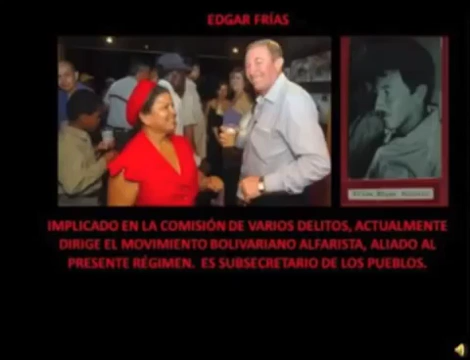 EDGAR FRÍAS
IMPLICADO EN LA COMISIÓN DE VARIOS DELITOS, ACTUALMENTE
DIRIGE EL MOVIMIENTO BOLIVARIANO ALFARISTA, ALIADO AL
PRESENTE RÉGIMEN. ES SUBSECRETARIO DE LOS PUEBLOS.